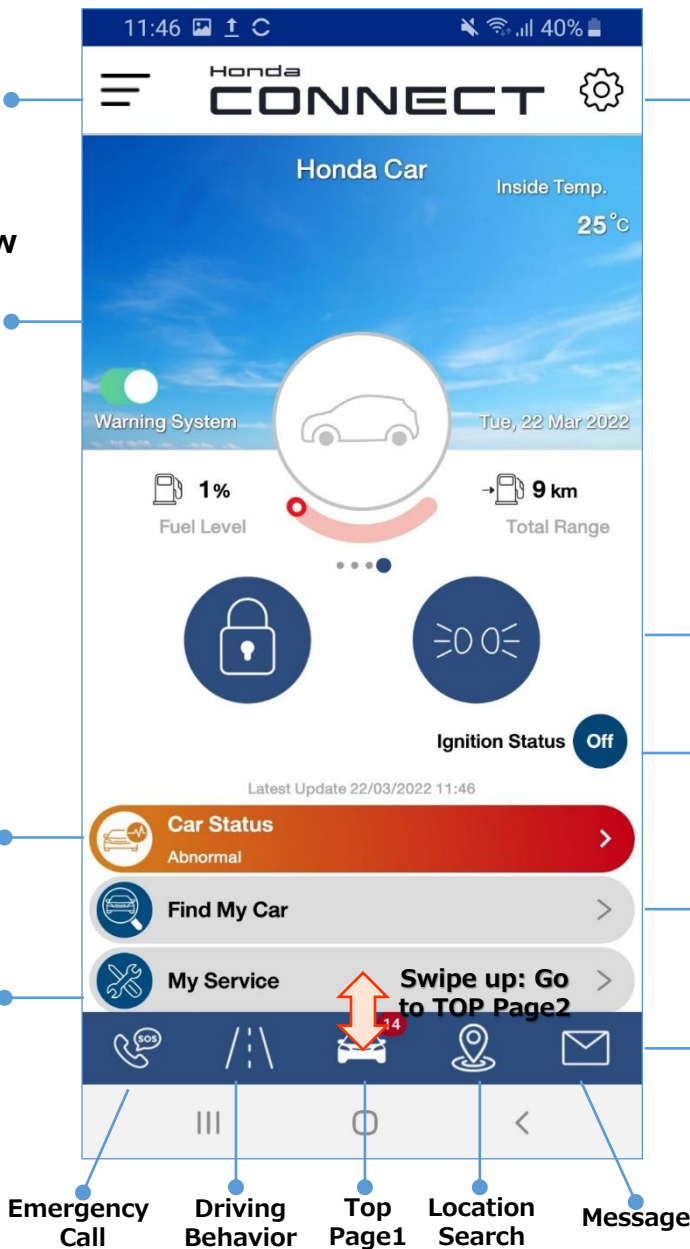 11:46
40%
Honda
CONNECT
Honda Car
Inside Temp.
25°C
Warning System
Tue, 22 Mar 2022
1%
9 km
Fuel Level
Total Range
Ignition Status
Off
Latest Update 22/03/2022 11:46
Car Status
Abnormal
Find My Car
My Service
Swipe up: Go
to TOP Page2
SOS
14
Emergency
Call
Driving
Behavior
Top
Page1
Location
Search
Message